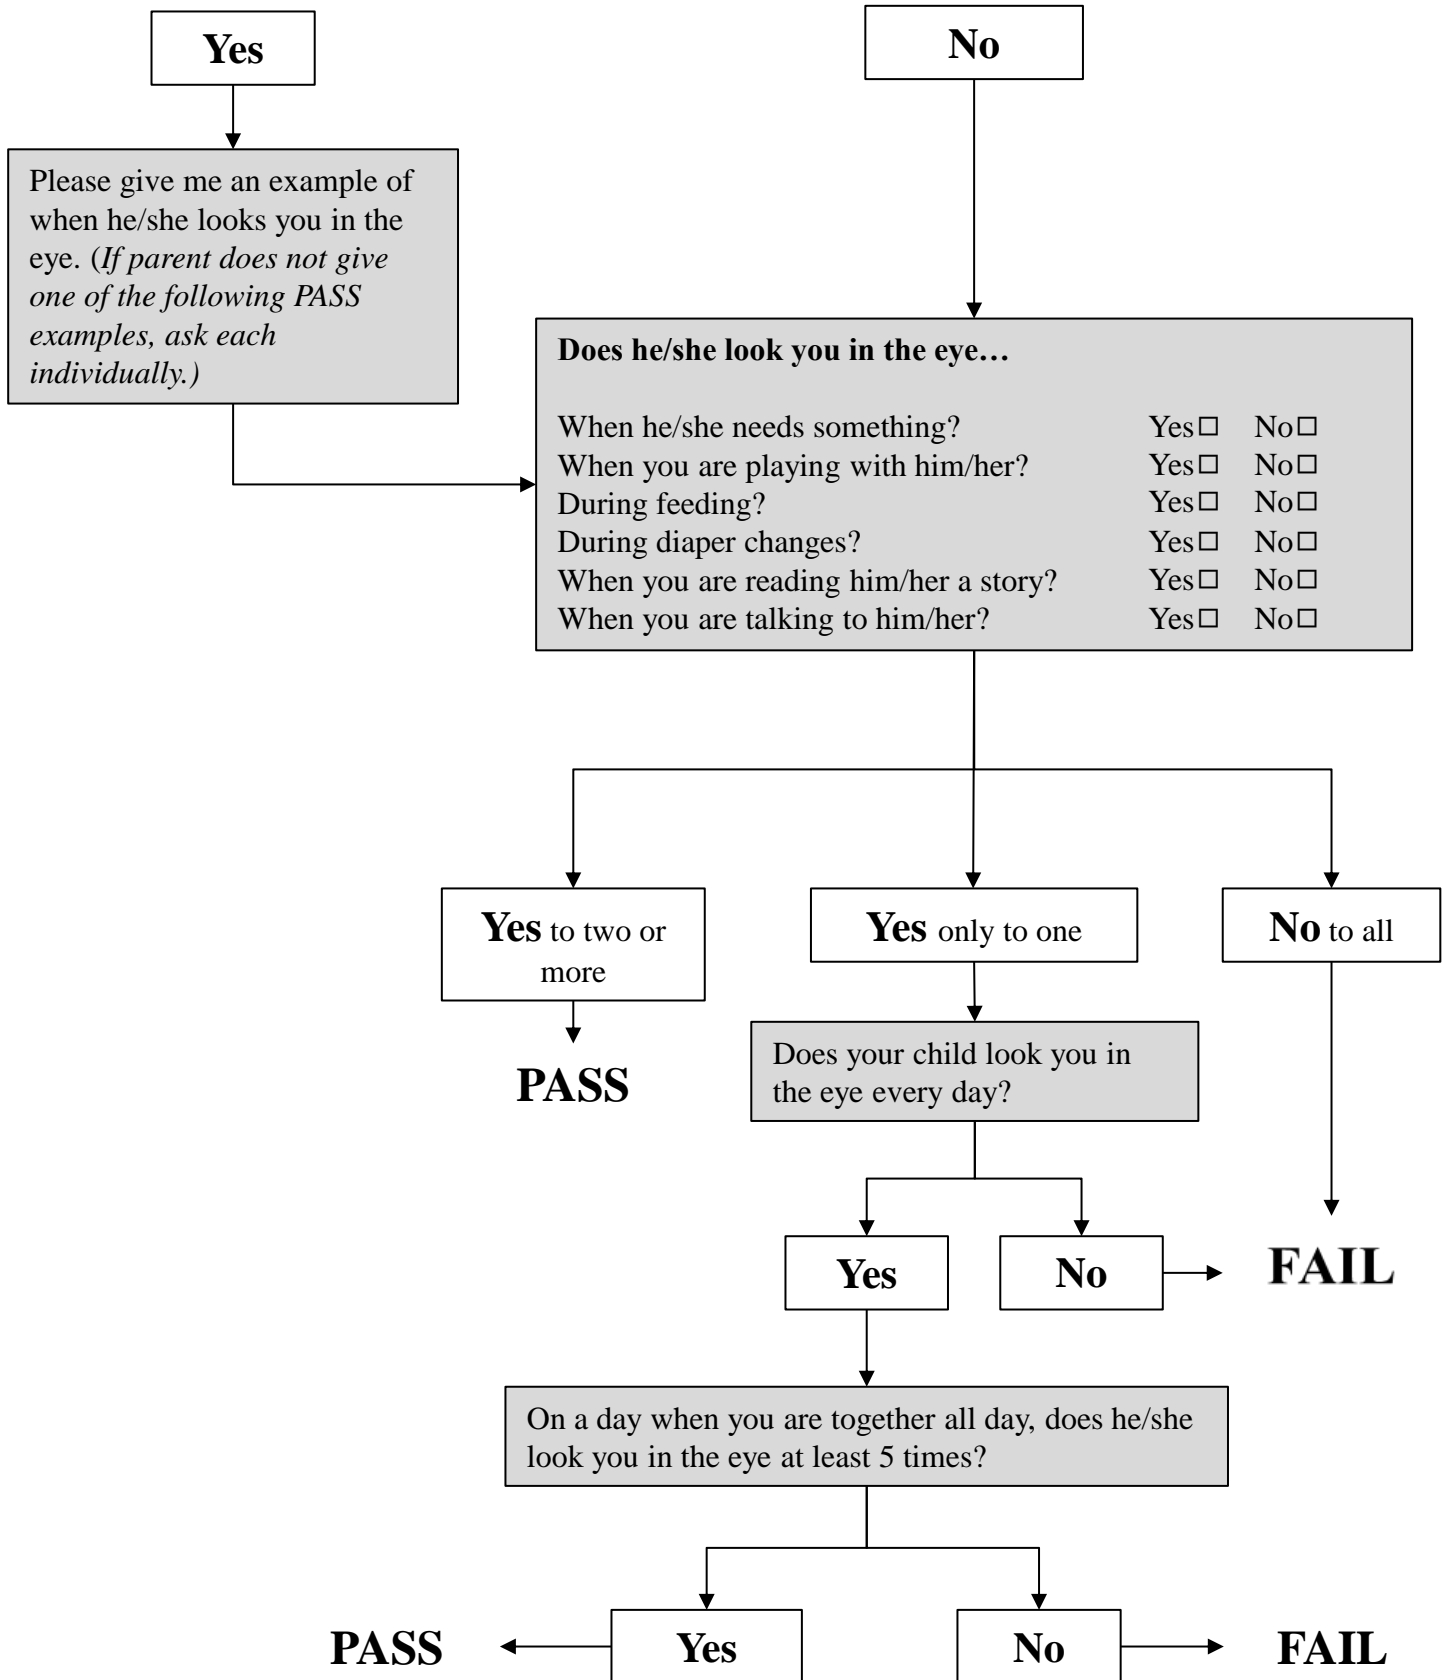 Yes
No
Please give me an example of
when he/she looks you in the
eye. (If parent does not give
one of the following PASS
examples, ask each
individually.)
Does he/she look you in the eye…
When he/she needs something? Yes□ No□
When you are playing with him/her? Yes□ No□
During feeding? Yes□ No□
During diaper changes? Yes□ No□
When you are reading him/her a story? Yes□ No□
When you are talking to him/her? Yes□ No□
Yes to two or
more
Yes only to one
No to all
PASS
Does your child look you in
the eye every day?
Yes
No
FAIL
On a day when you are together all day, does he/she
look you in the eye at least 5 times?
PASS
Yes
No
FAIL